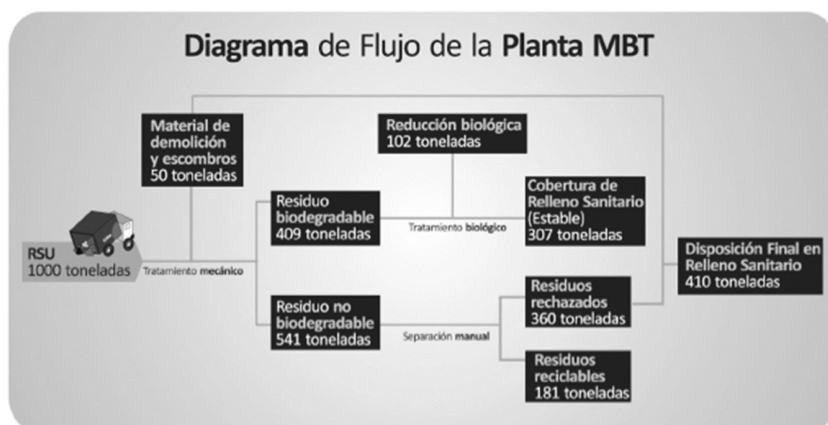 Diagrama de Flujo de la Planta MBT
Material de
demolición
y escombros
50 toneladas
Reducción biológica
102 toneladas
Residuo
biodegradable
409 toneladas
Tratamiento biológico
Cobertura de
Relleno Sanitario
(Estable)
307 toneladas
RSU
1000 toneladas
Tratamiento mecánico
Disposición Final en
Relleno Sanitario
410 toneladas
Residuo no
biodegradable
541 toneladas
Separación manual
Residuos
rechazados
360 toneladas
Residuos
reciclables
181 toneladas